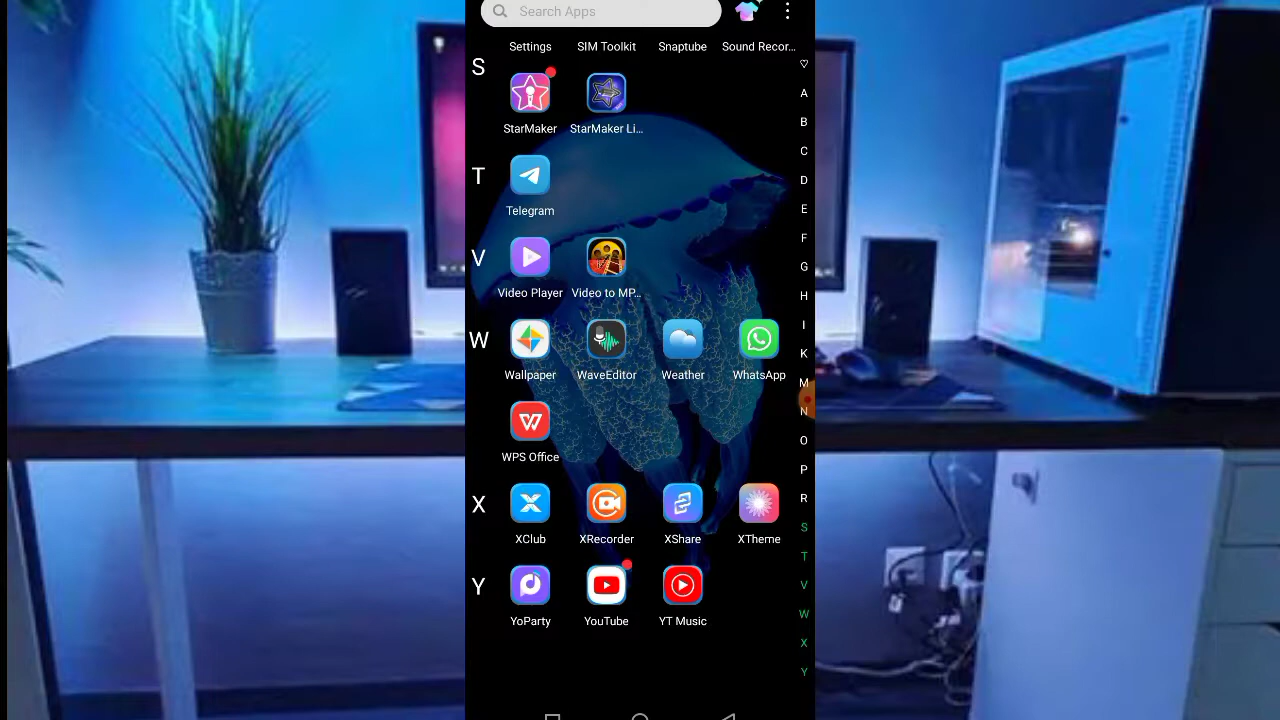 Search Apps
Settings SIM Toolkit Snaptube Sound Recor...
S
StarMaker StarMaker Li...
T
Telegram
V
Video Player Video to MP...
W
Wallpaper WaveEditor Weather WhatsApp
WPS Office
X
XClub XRecorder XShare XTheme
Y
YoParty YouTube YT Music
A
B
C
D
E
F
G
H
I
K
M
N
O
P
R
S
T
V
W
X
Y